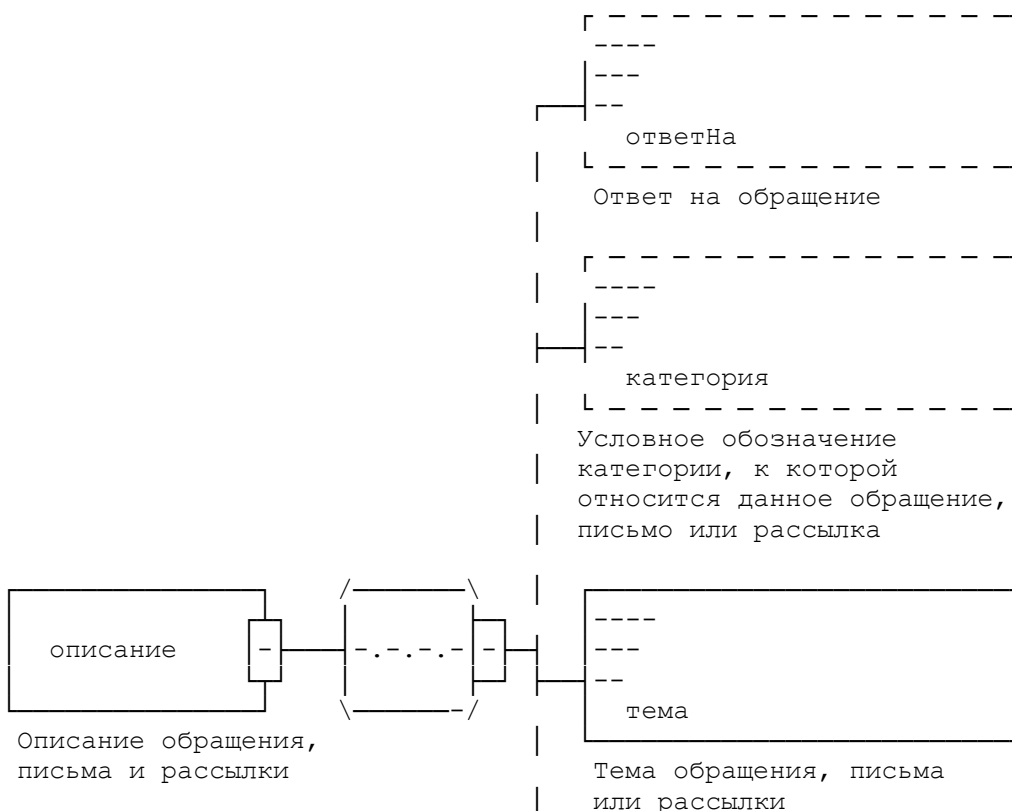 ответНа
Ответ на обращение
категория
Условное обозначение
категории, к которой
относится данное обращение,
письмо или рассылка
описание
тема
Описание обращения,
письма и рассылки
Тема обращения, письма
или рассылки